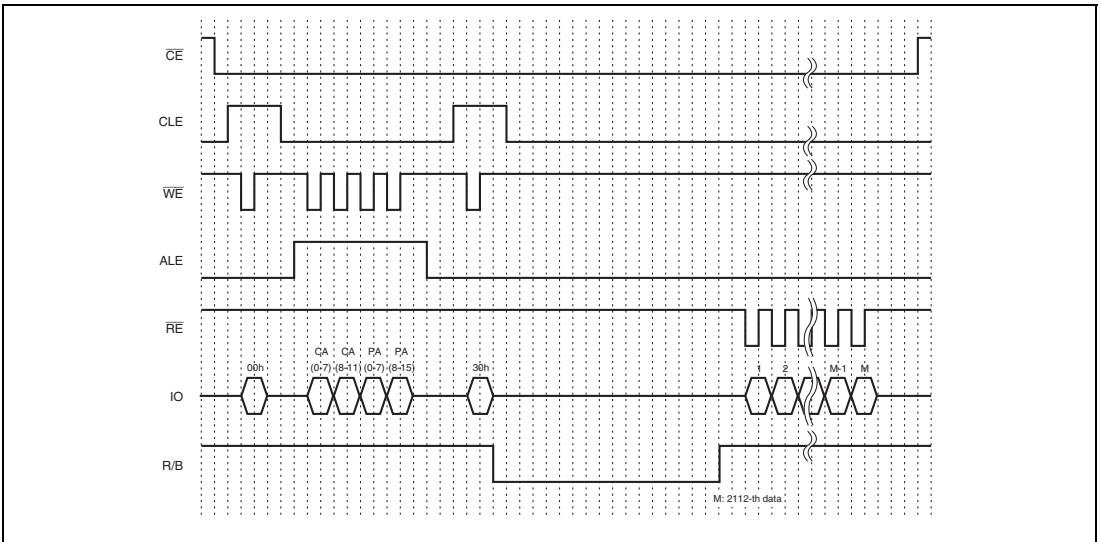 CE
CLE
WE
ALE
RE
CA CA PA PA
00h (0-7) (8-11) (0-7) (8-15) 30h 1 2 M-1 M
IO
R/B
M: 2112-th data